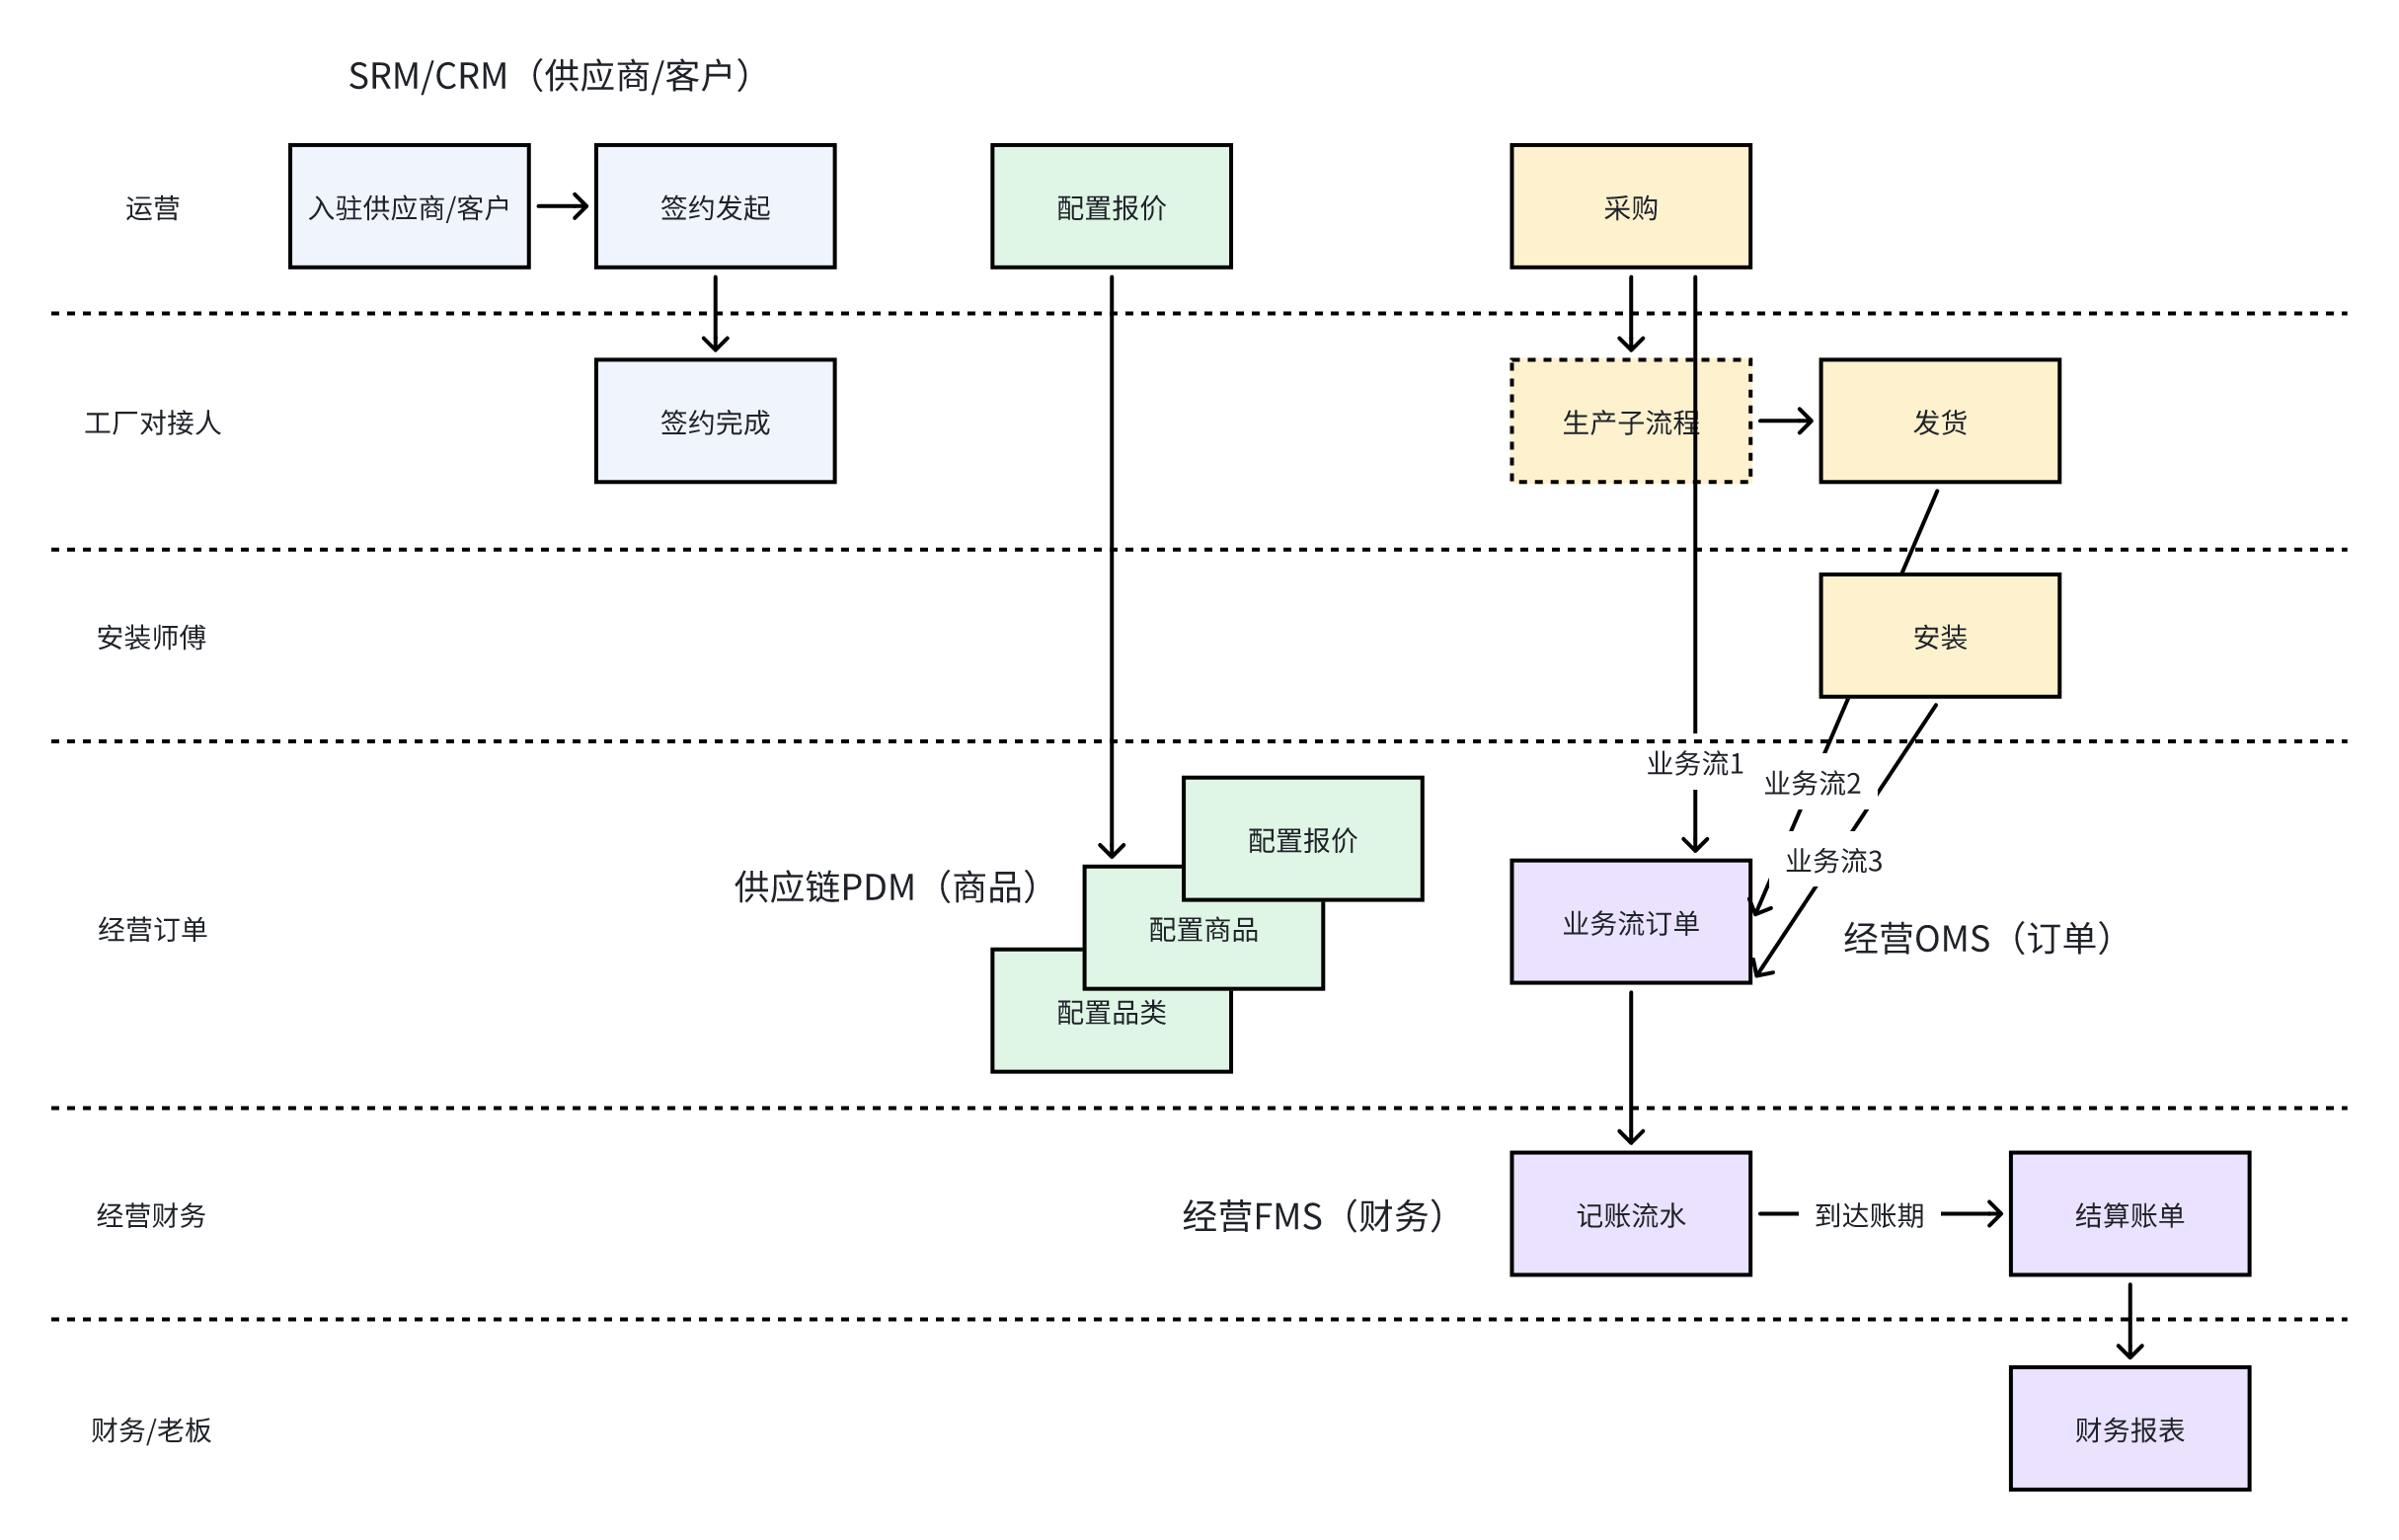 SRM/CRM（供应商/客户）
运营
入驻供应商/客户
签约发起
配置报价
采购
工厂对接人
签约完成
生产子流程
发货
安装师傅
安装
业务流1
业务流2
配置报价
业务流3
供应链PDM（商品）
经营订单
配置商品
业务流订单
经营OMS（订单）
配置品类
经营财务
经营FMS（财务）
记账流水
到达账期
结算账单
财务/老板
财务报表